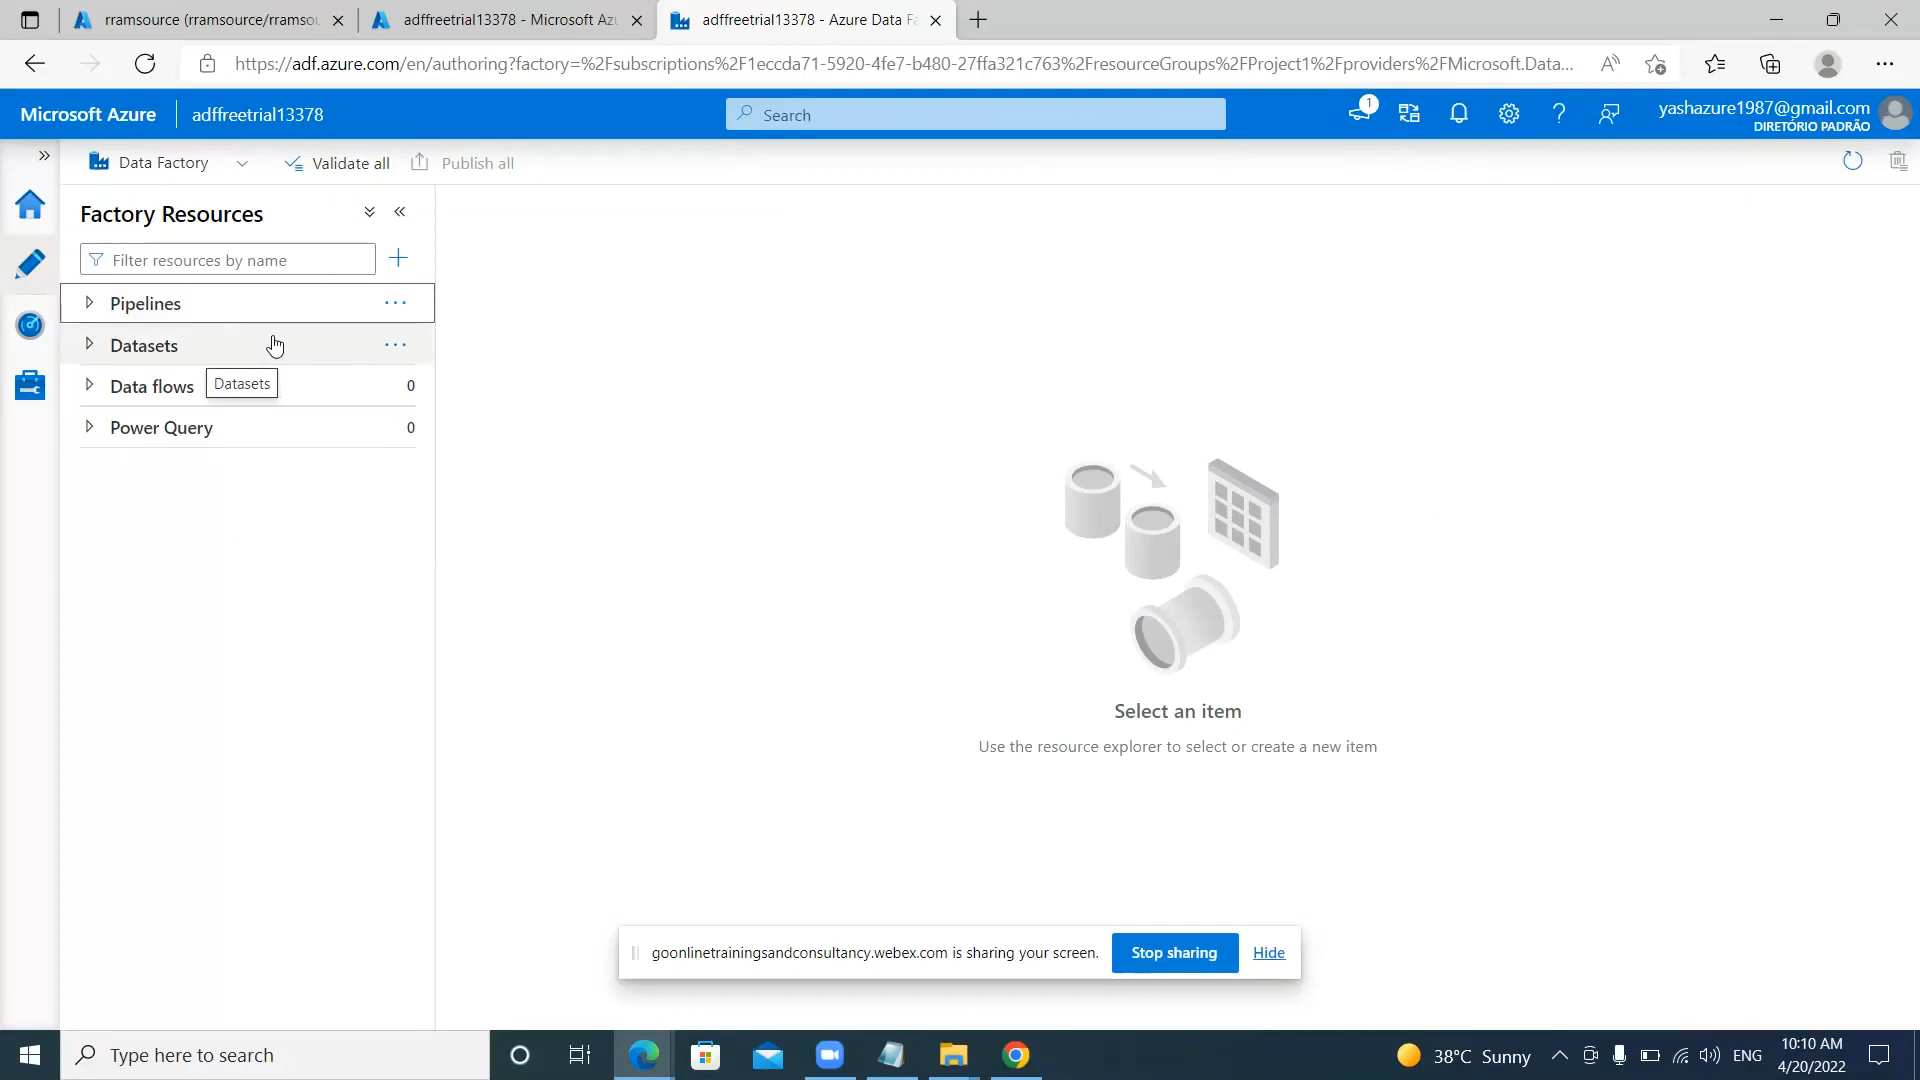 rramsource (rramsource/rramsou
adffreetrial13378 - Microsoft Azu
adffreetrial13378 - Azure Data Fa
https://adf.azure.com/en/authoring?factory=%2Fsubscriptions%2F1eccda71-5920-4fe7-b480-27ffa321c763%2FresourceGroups%2FProject1%2Fproviders%2FMicrosoft.Data...
Microsoft Azure
adffreetrial13378
Search
1
yashazure1987@gmail.com
DIRETÓRIO PADRÃO
Data Factory
Validate all
Publish all
Factory Resources
Filter resources by name
Pipelines
Datasets
Data flows
0
Datasets
Power Query
0
Select an item
Use the resource explorer to select or create a new item
goonlinetrainingsandconsultancy.webex.com is sharing your screen.
Stop sharing
Hide
Type here to search
38°C Sunny
ENG
10:10 AM
4/20/2022